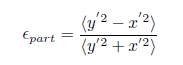 ϵ_part = ⟨y'² − x'²⟩ / ⟨y'² + x'²⟩